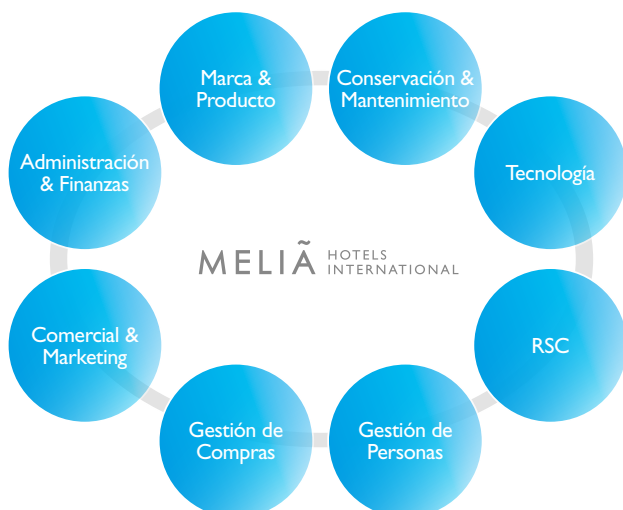 Marca &
Producto
Conservación &
Mantenimiento
Administración
& Finanzas
Tecnología
MELIÃ HOTELS
INTERNATIONAL
Comercial &
Marketing
RSC
Gestión de
Compras
Gestión de
Personas